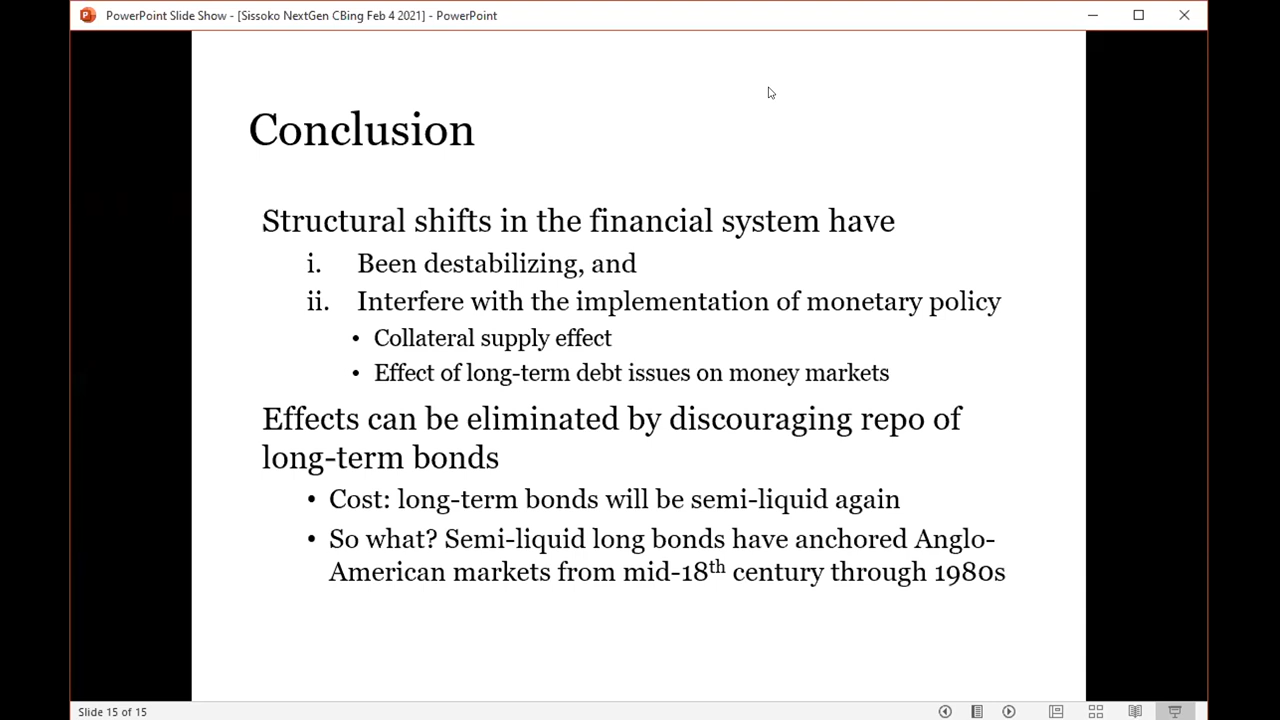 PowerPoint Slide Show - [Sissoko NextGen CBing Feb 4 2021] - PowerPoint
Conclusion
Structural shifts in the financial system have
i. Been destabilizing, and
ii. Interfere with the implementation of monetary policy
• Collateral supply effect
• Effect of long-term debt issues on money markets
Effects can be eliminated by discouraging repo of
long-term bonds
• Cost: long-term bonds will be semi-liquid again
• So what? Semi-liquid long bonds have anchored Anglo-
American markets from mid-18th century through 1980s
Slide 15 of 15